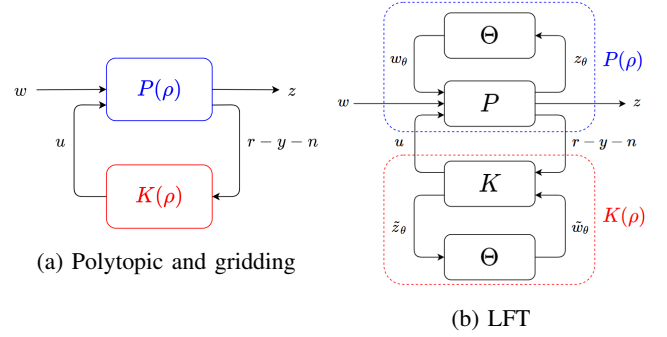 P(ρ)
w
z
u
r − y − n
K(ρ)
(a) Polytopic and gridding
Θ
w_θ
z_θ
P(ρ)
w
P
z
u
r − y − n
K
K(ρ)
z̃_θ
w̃_θ
Θ
(b) LFT